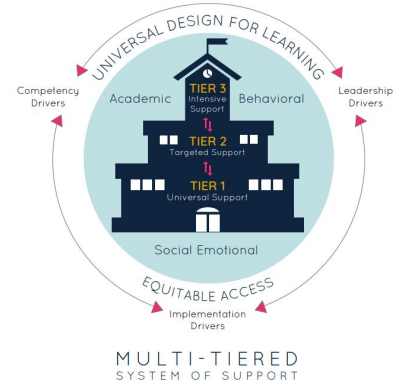 UNIVERSAL DESIGN FOR LEARNING
Competency
Drivers
Leadership
Drivers
Academic
Behavioral
TIER 3
Intensive
Support
TIER 2
Targeted Support
TIER 1
Universal Support
Social Emotional
EQUITABLE ACCESS
Implementation
Drivers
MULTI-TIERED
SYSTEM OF SUPPORT